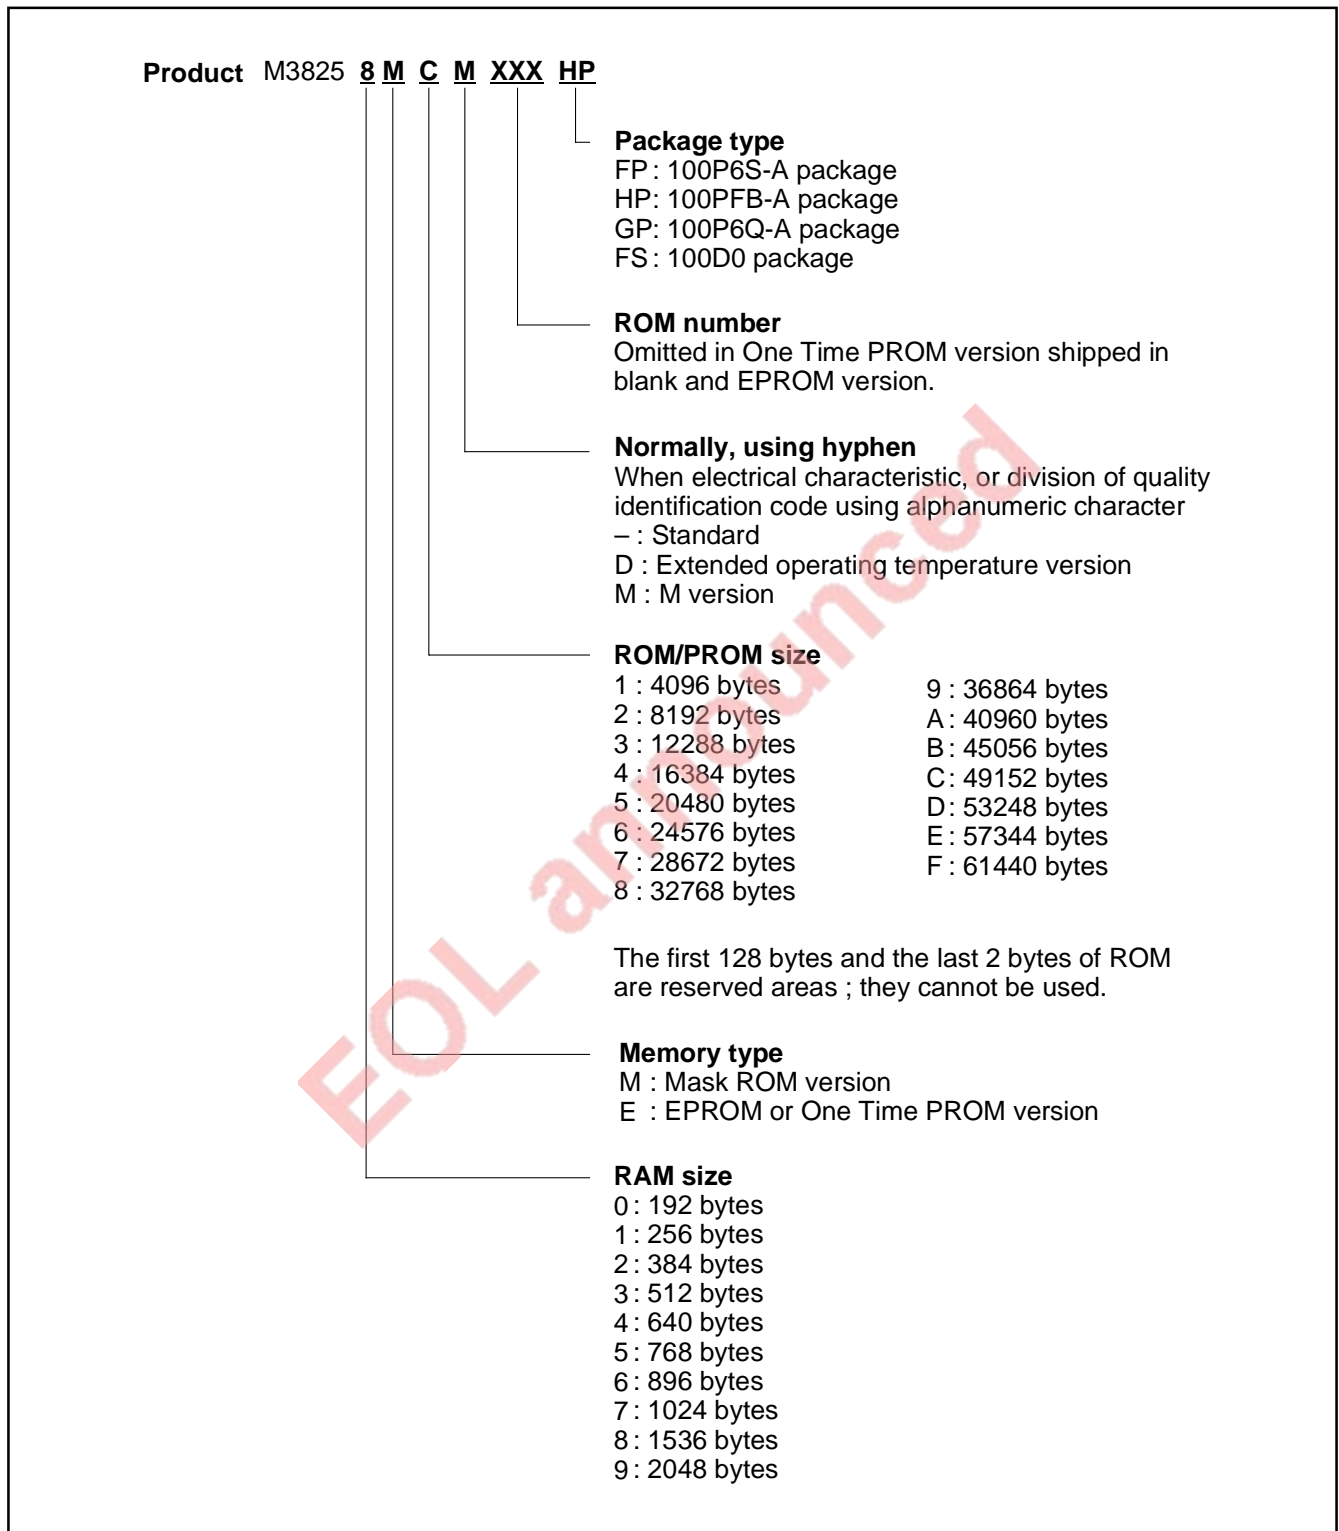 Product M3825 8 M C M XXX HP
Package type
FP : 100P6S-A package
HP: 100PFB-A package
GP: 100P6Q-A package
FS : 100D0 package
ROM number
Omitted in One Time PROM version shipped in
blank and EPROM version.
Normally, using hyphen
When electrical characteristic, or division of quality
identification code using alphanumeric character
– : Standard
D : Extended operating temperature version
M : M version
ROM/PROM size
1 : 4096 bytes
2 : 8192 bytes
3 : 12288 bytes
4 : 16384 bytes
5 : 20480 bytes
6 : 24576 bytes
7 : 28672 bytes
8 : 32768 bytes
9 : 36864 bytes
A : 40960 bytes
B : 45056 bytes
C : 49152 bytes
D : 53248 bytes
E : 57344 bytes
F : 61440 bytes
The first 128 bytes and the last 2 bytes of ROM
are reserved areas ; they cannot be used.
Memory type
M : Mask ROM version
E : EPROM or One Time PROM version
RAM size
0 : 192 bytes
1 : 256 bytes
2 : 384 bytes
3 : 512 bytes
4 : 640 bytes
5 : 768 bytes
6 : 896 bytes
7 : 1024 bytes
8 : 1536 bytes
9 : 2048 bytes
EOL announced